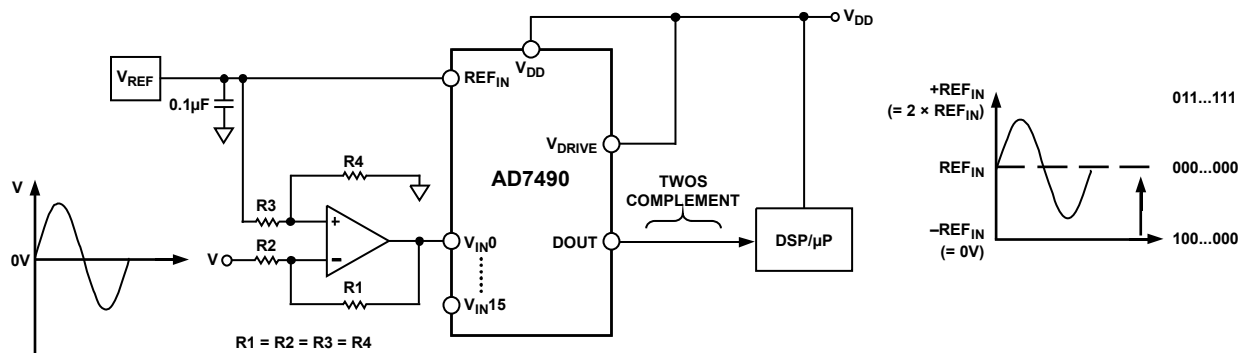 V_DD
V_REF
REF_IN
V_DD
0.1µF
V_DRIVE
AD7490
R4
R3
R2
R1
V
0V
V
V_IN0
V_IN15
TWOS
COMPLEMENT
DOUT
DSP/µP
R1 = R2 = R3 = R4
+REF_IN
(= 2 × REF_IN)
011...111
REF_IN
000...000
–REF_IN
(= 0V)
100...000
+
–